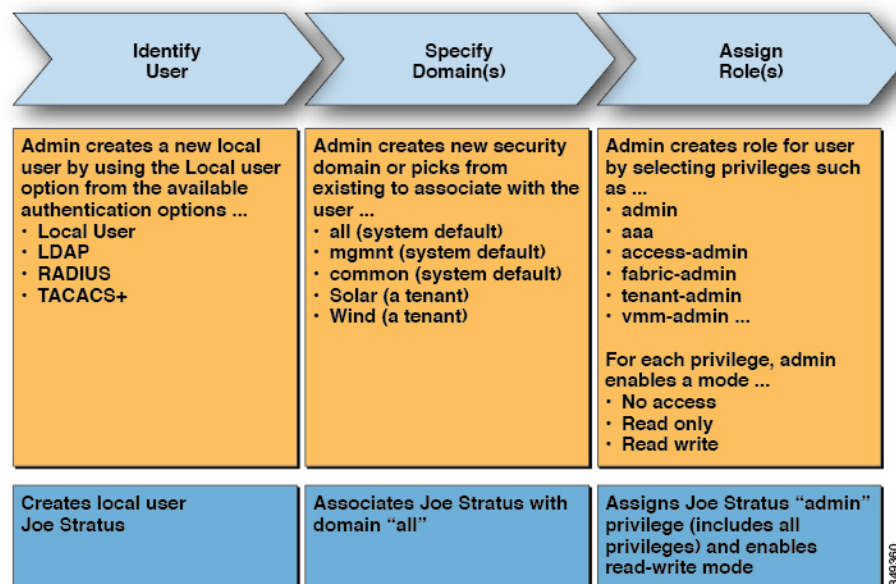 Identify
User
Specify
Domain(s)
Assign
Role(s)
Admin creates a new local
user by using the Local user
option from the available
authentication options ...
• Local User
• LDAP
• RADIUS
• TACACS+
Admin creates new security
domain or picks from
existing to associate with the
user ...
• all (system default)
• mgmnt (system default)
• common (system default)
• Solar (a tenant)
• Wind (a tenant)
Admin creates role for user
by selecting privileges such
as ...
• admin
• aaa
• access-admin
• fabric-admin
• tenant-admin
• vmm-admin ...
For each privilege, admin
enables a mode ...
• No access
• Read only
• Read write
Creates local user
Joe Stratus
Associates Joe Stratus with
domain “all”
Assigns Joe Stratus “admin”
privilege (includes all
privileges) and enables
read-write mode